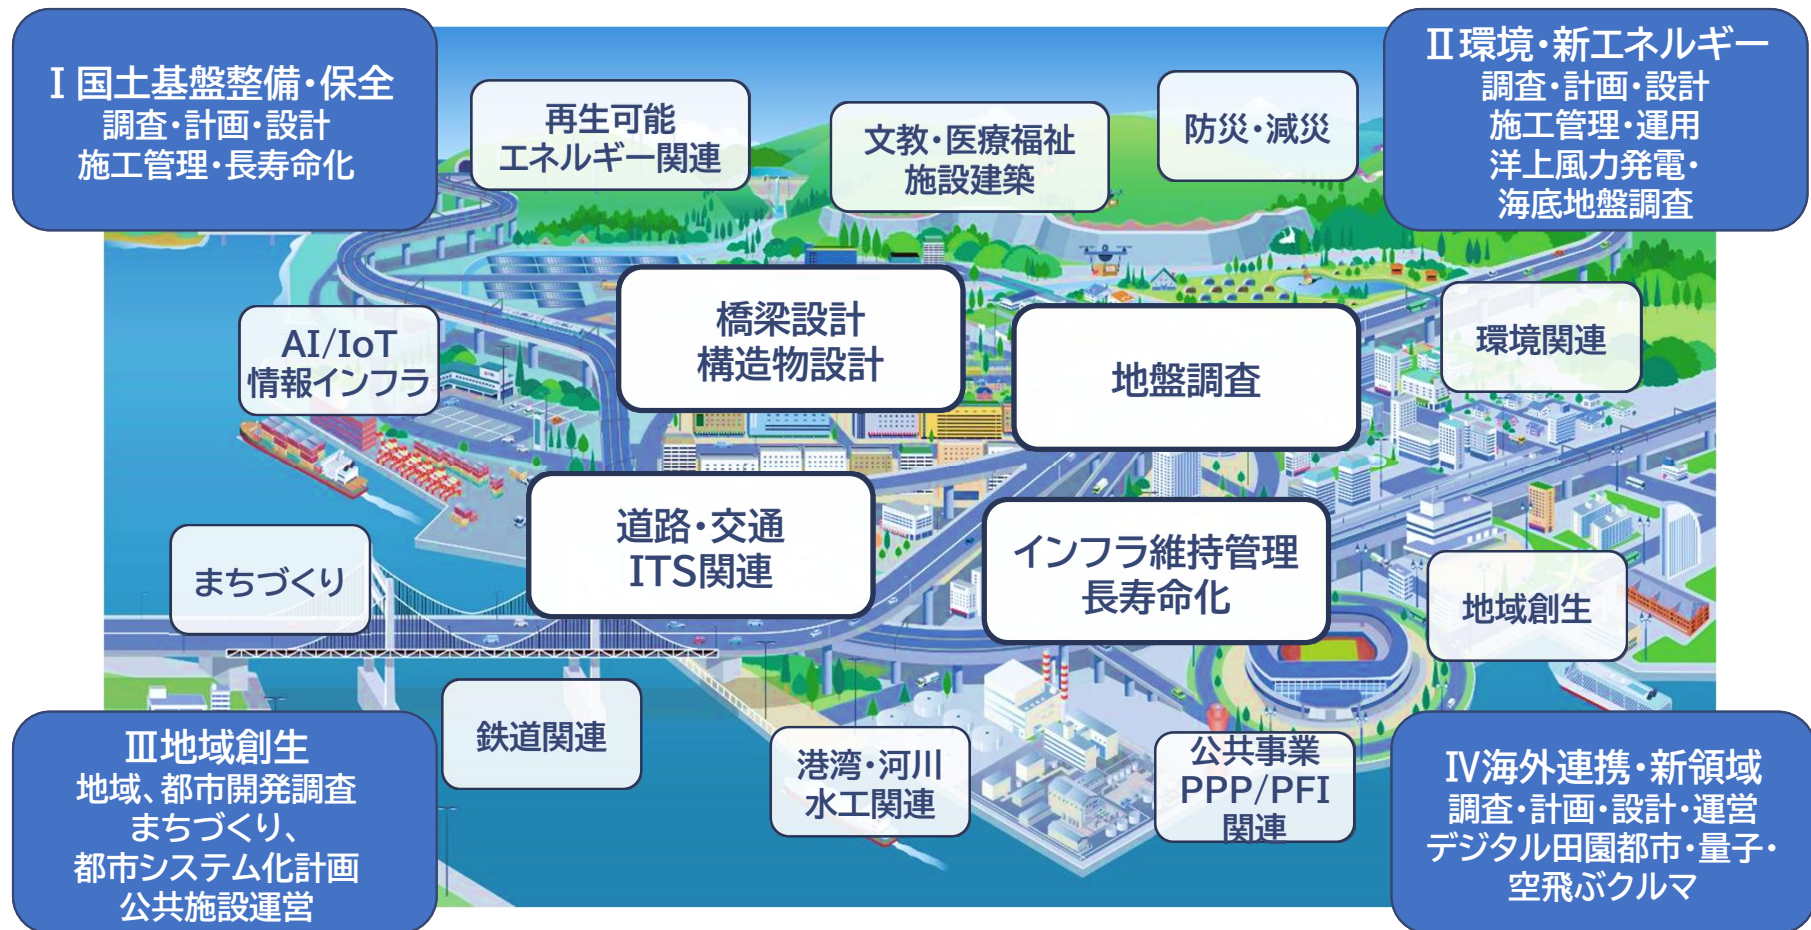 Ⅰ 国土基盤整備・保全
調査・計画・設計
施工管理・長寿命化
再生可能
エネルギー関連
文教・医療福祉
施設建築
防災・減災
Ⅱ環境・新エネルギー
調査・計画・設計
施工管理・運用
洋上風力発電・
海底地盤調査
AI/IoT
情報インフラ
橋梁設計
構造物設計
地盤調査
環境関連
まちづくり
道路・交通
ITS関連
インフラ維持管理
長寿命化
地域創生
鉄道関連
港湾・河川
水工関連
公共事業
PPP/PFI
関連
Ⅲ地域創生
地域、都市開発調査
まちづくり、
都市システム化計画
公共施設運営
Ⅳ海外連携・新領域
調査・計画・設計・運営
デジタル田園都市・量子・
空飛ぶクルマ